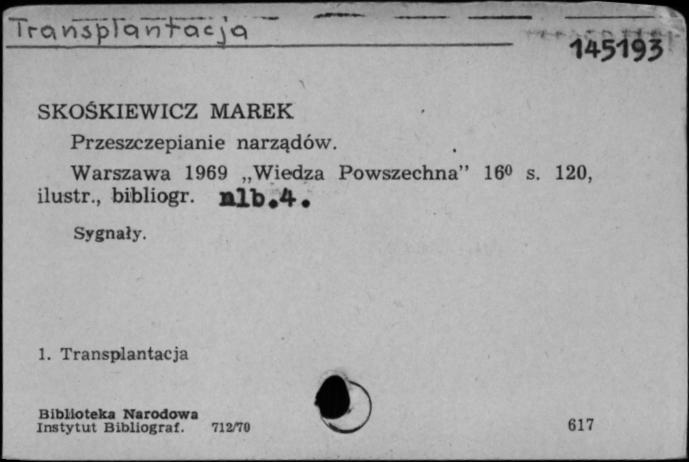 Transplantacja
145193
SKOŚKIEWICZ MAREK
Przeszczepianie narządów.
Warszawa 1969 „Wiedza Powszechna” 16⁰ s. 120,
ilustr., bibliogr. nlb.4.
Sygnały.
1. Transplantacja
Biblioteka Narodowa
Instytut Bibliograf. 712/70
617